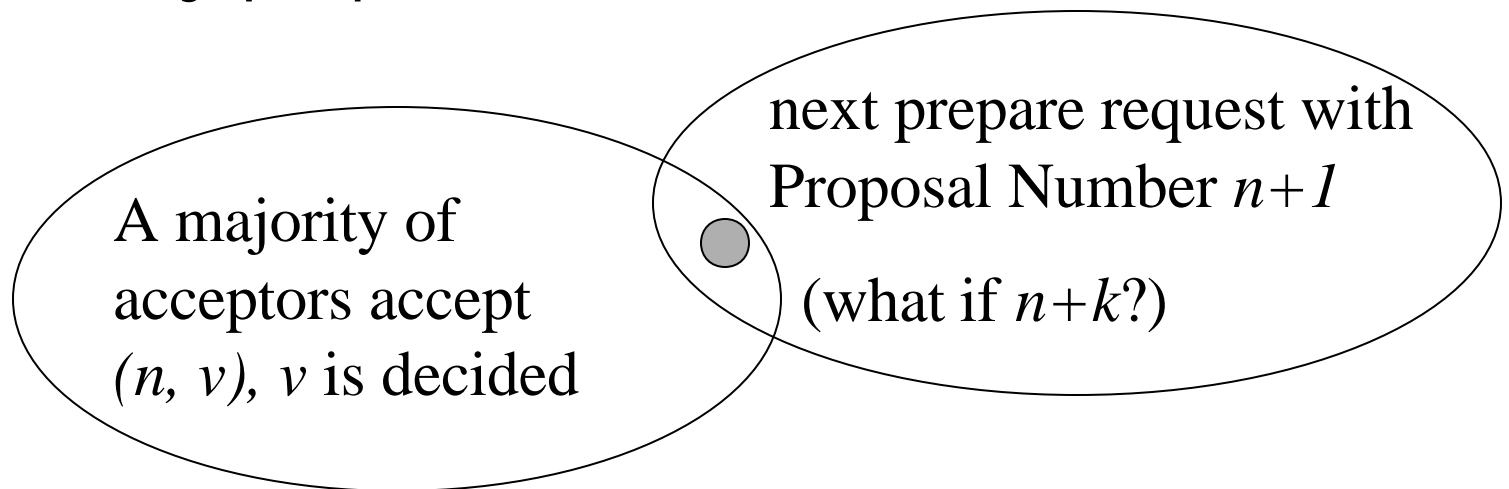 A majority of
acceptors accept
(n, v), v is decided
next prepare request with
Proposal Number n+1
(what if n+k?)